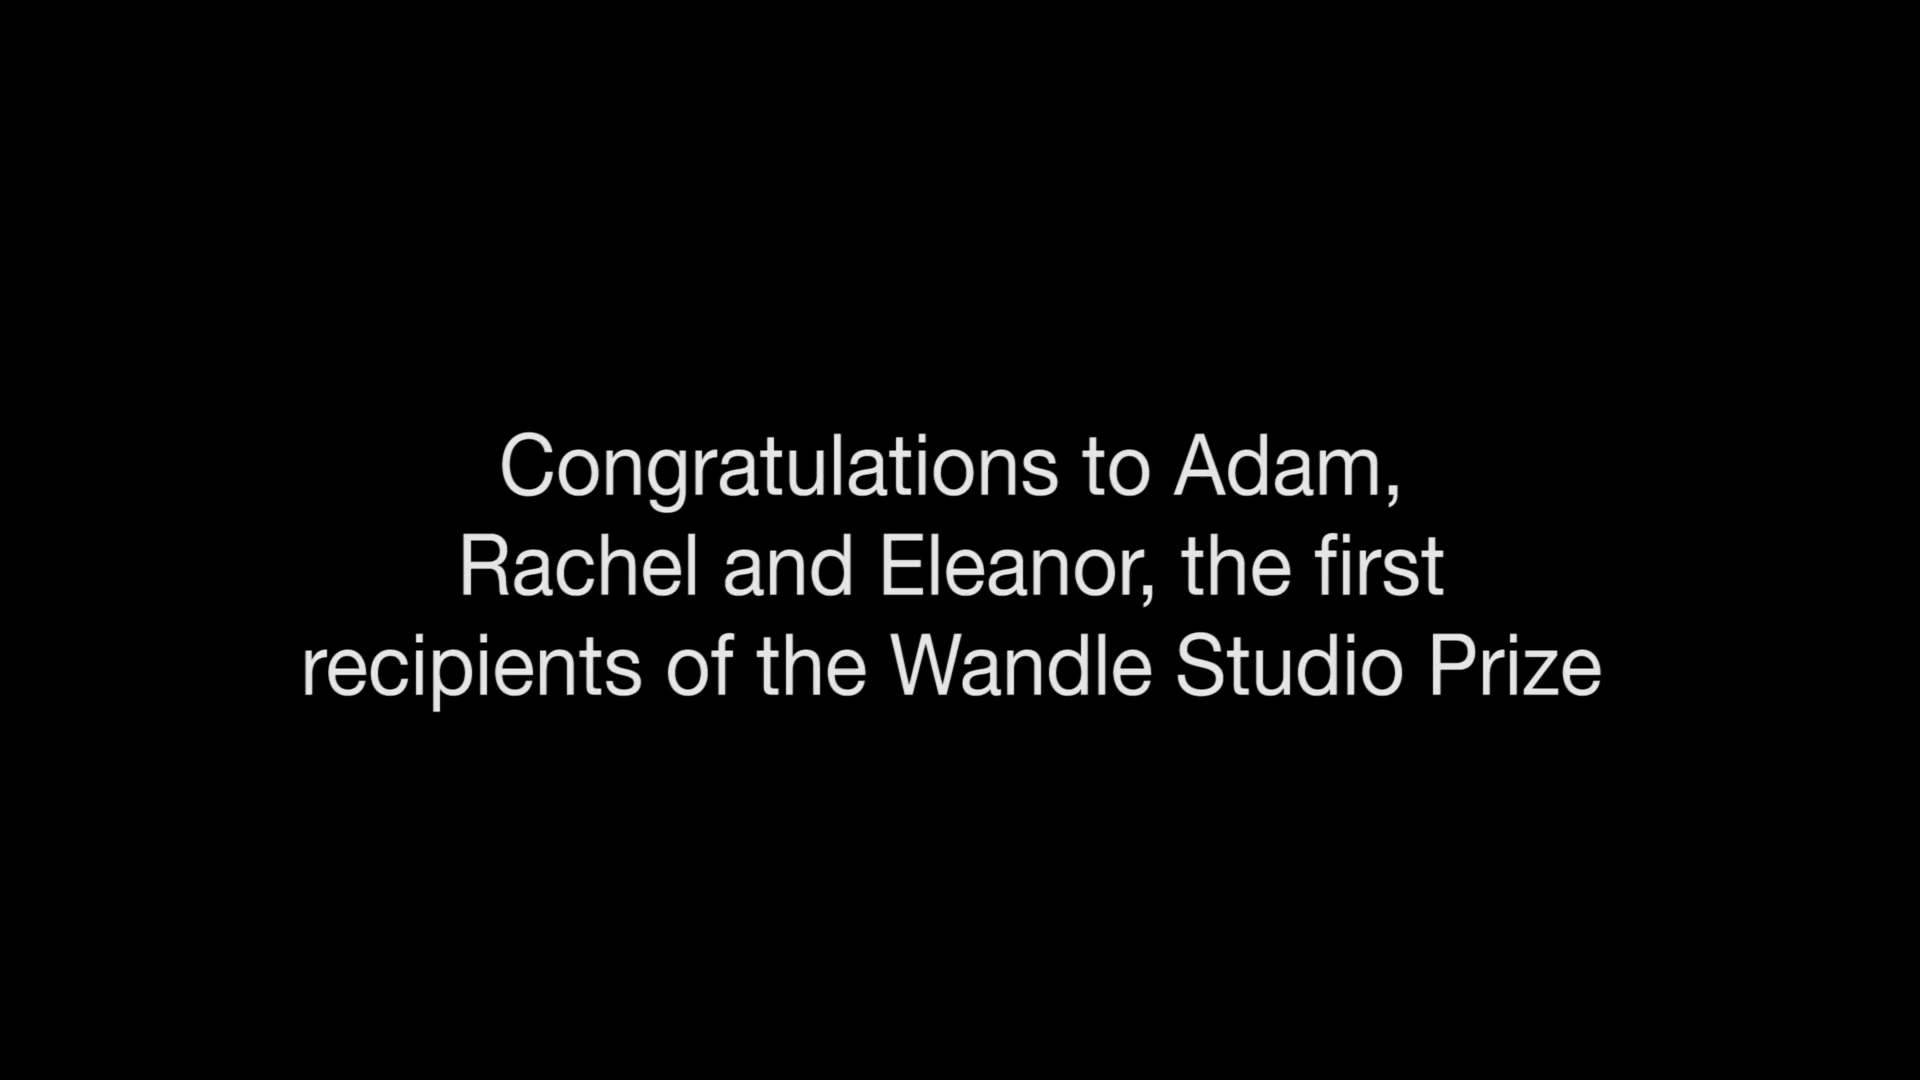 Congratulations to Adam,
Rachel and Eleanor, the first
recipients of the Wandle Studio Prize